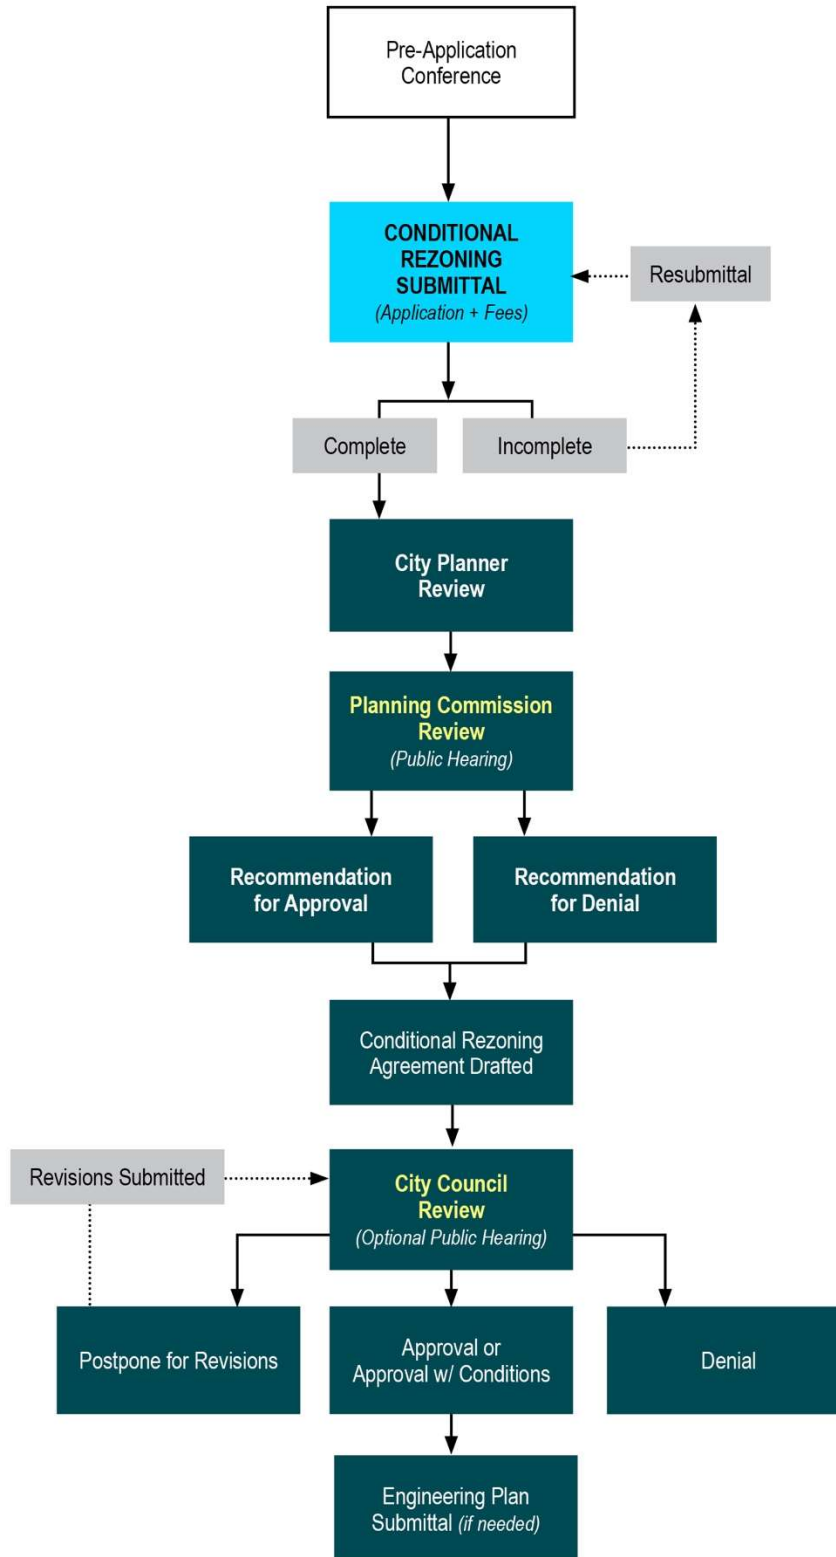 Pre-Application
Conference
CONDITIONAL
REZONING
SUBMITTAL
(Application + Fees)
Resubmittal
Complete
Incomplete
City Planner
Review
Planning Commission
Review
(Public Hearing)
Recommendation
for Approval
Recommendation
for Denial
Conditional Rezoning
Agreement Drafted
Revisions Submitted
City Council
Review
(Optional Public Hearing)
Postpone for Revisions
Approval or
Approval w/ Conditions
Denial
Engineering Plan
Submittal (if needed)